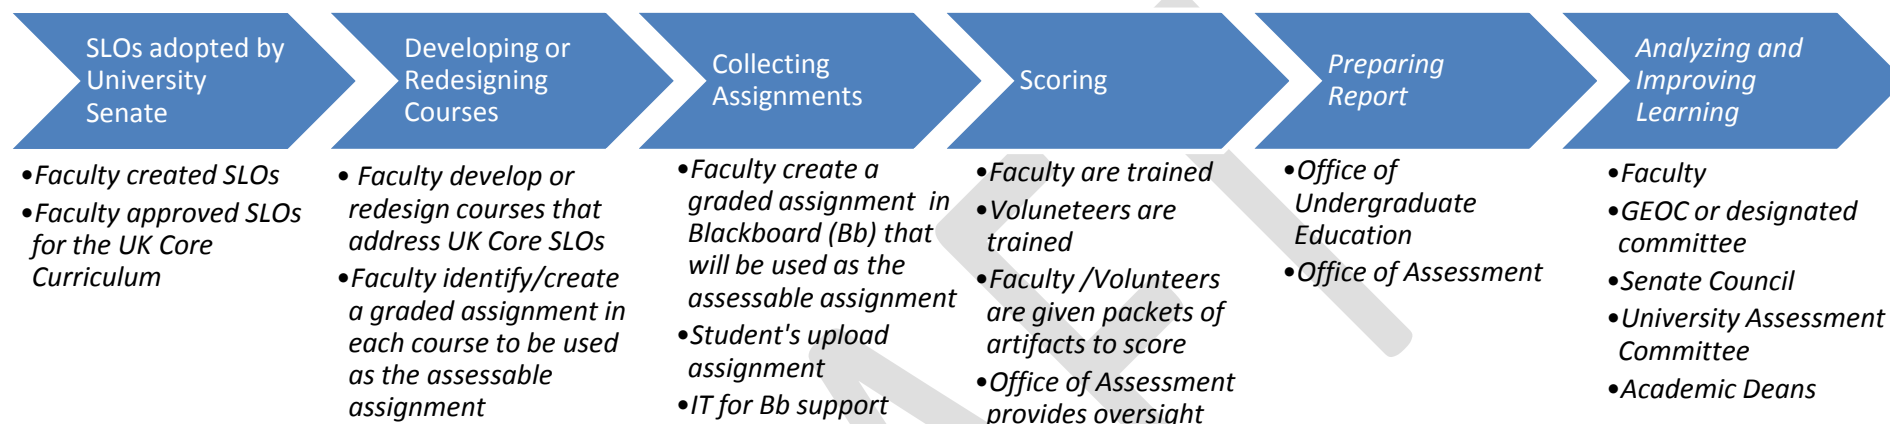 SLOs adopted by
University
Senate
Developing or
Redesigning
Courses
Collecting
Assignments
Scoring
Preparing
Report
Analyzing and
Improving
Learning
•Faculty created SLOs
•Faculty approved SLOs
for the UK Core
Curriculum
• Faculty develop or
redesign courses that
address UK Core SLOs
•Faculty identify/create
a graded assignment in
each course to be used
as the assessable
assignment
•Faculty create a
graded assignment in
Blackboard (Bb) that
will be used as the
assessable assignment
•Student's upload
assignment
•IT for Bb support
•Faculty are trained
•Voluneteers are
trained
•Faculty /Volunteers
are given packets of
artifacts to score
•Office of Assessment
provides oversight
•Office of
Undergraduate
Education
•Office of Assessment
•Faculty
•GEOC or designated
committee
•Senate Council
•University Assessment
Committee
•Academic Deans